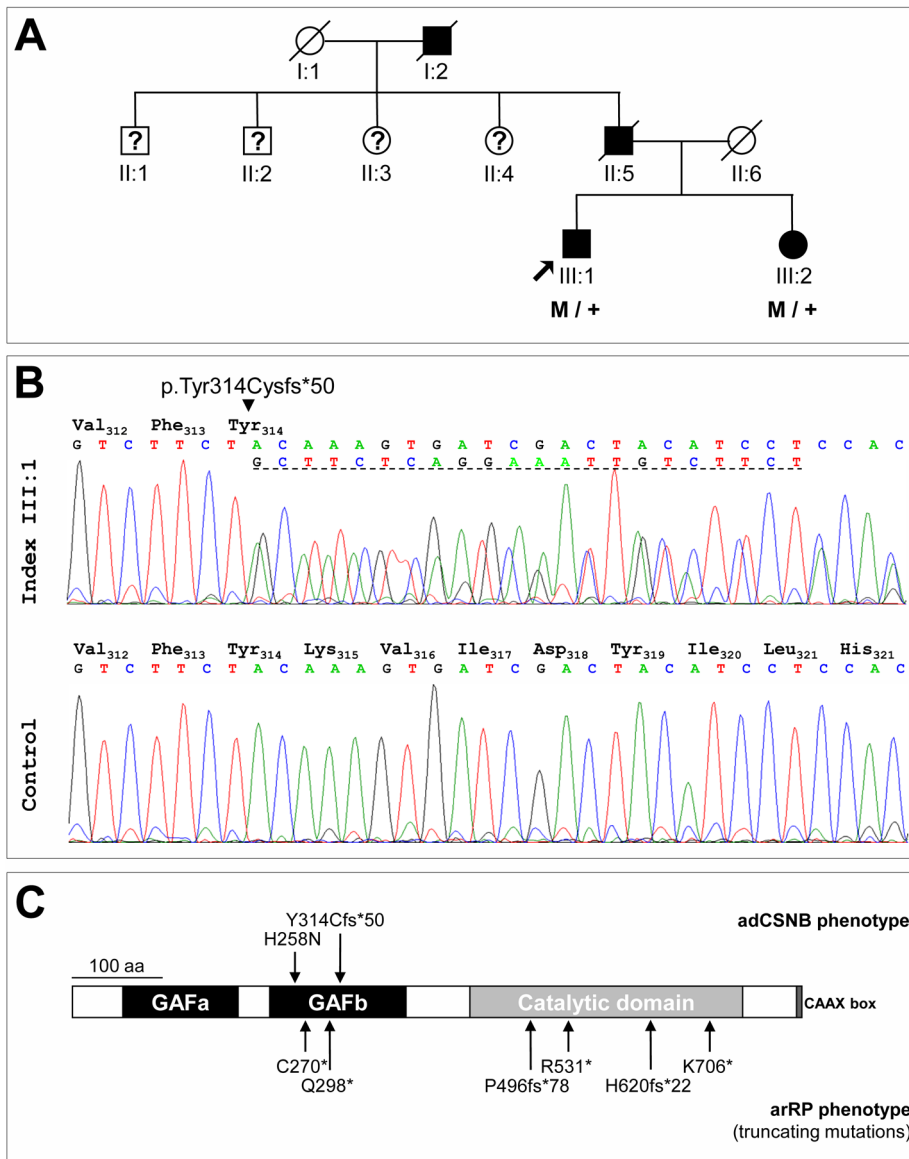 A
I:1
I:2
?
?
?
?
II:1
II:2
II:3
II:4
II:5
II:6
III:1
III:2
M / +
M / +
B
p.Tyr314Cysfs*50
Index III:1
Val312 Phe313 Tyr314
G T C T T C T A C A A A G T G A T C G A C T A C A T C C T C C A C
G C T T C T C A G G A A A T T G T C T T C T
Control
Val312 Phe313 Tyr314 Lys315 Val316 Ile317 Asp318 Tyr319 Ile320 Leu321 His321
G T C T T C T A C A A A G T G A T C G A C T A C A T C C T C C A C
C
Y314Cfs*50
adCSNB phenotype
H258N
100 aa
GAFa
GAFb
Catalytic domain
CAAX box
C270*
R531*
K706*
Q298*
P496fs*78
H620fs*22
arRP phenotype
(truncating mutations)